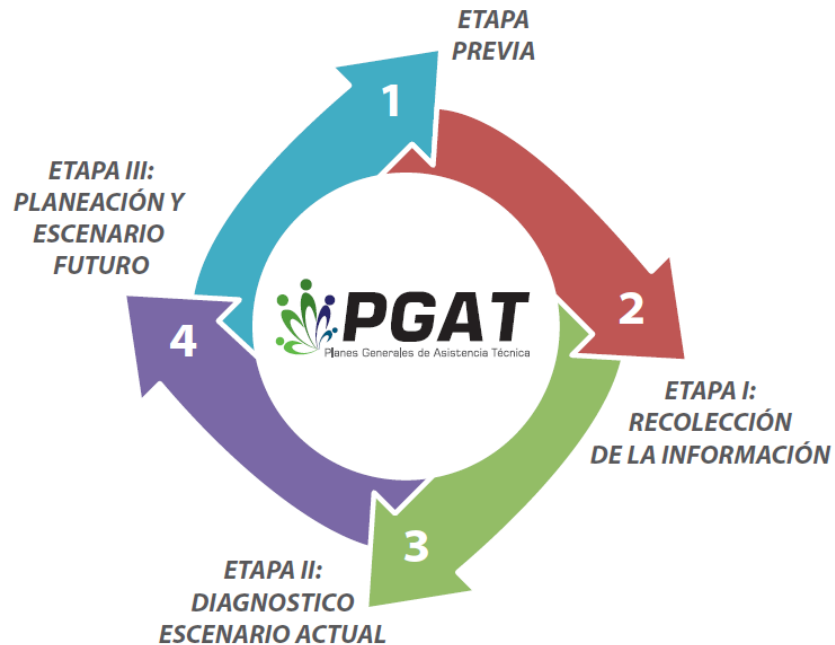 ETAPA
PREVIA
1
2
ETAPA I:
RECOLECCIÓN
DE LA INFORMACIÓN
3
ETAPA II:
DIAGNOSTICO
ESCENARIO ACTUAL
4
ETAPA III:
PLANEACIÓN Y
ESCENARIO
FUTURO
PGAT
Planes Generales de Asistencia Técnica